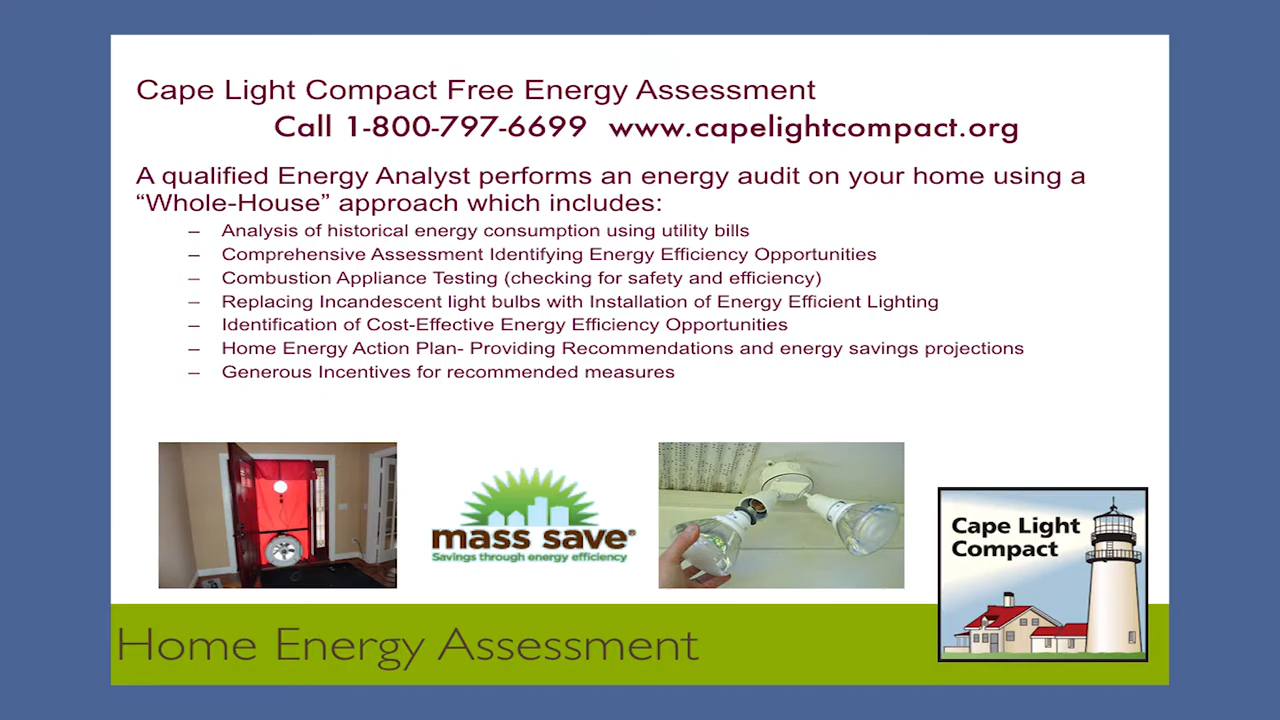 Cape Light Compact Free Energy Assessment
Call 1-800-797-6699 www.capelightcompact.org
A qualified Energy Analyst performs an energy audit on your home using a
“Whole-House” approach which includes:
– Analysis of historical energy consumption using utility bills
– Comprehensive Assessment Identifying Energy Efficiency Opportunities
– Combustion Appliance Testing (checking for safety and efficiency)
– Replacing Incandescent light bulbs with Installation of Energy Efficient Lighting
– Identification of Cost-Effective Energy Efficiency Opportunities
– Home Energy Action Plan- Providing Recommendations and energy savings projections
– Generous Incentives for recommended measures
mass save®
Savings through energy efficiency
Cape Light
Compact
Home Energy Assessment